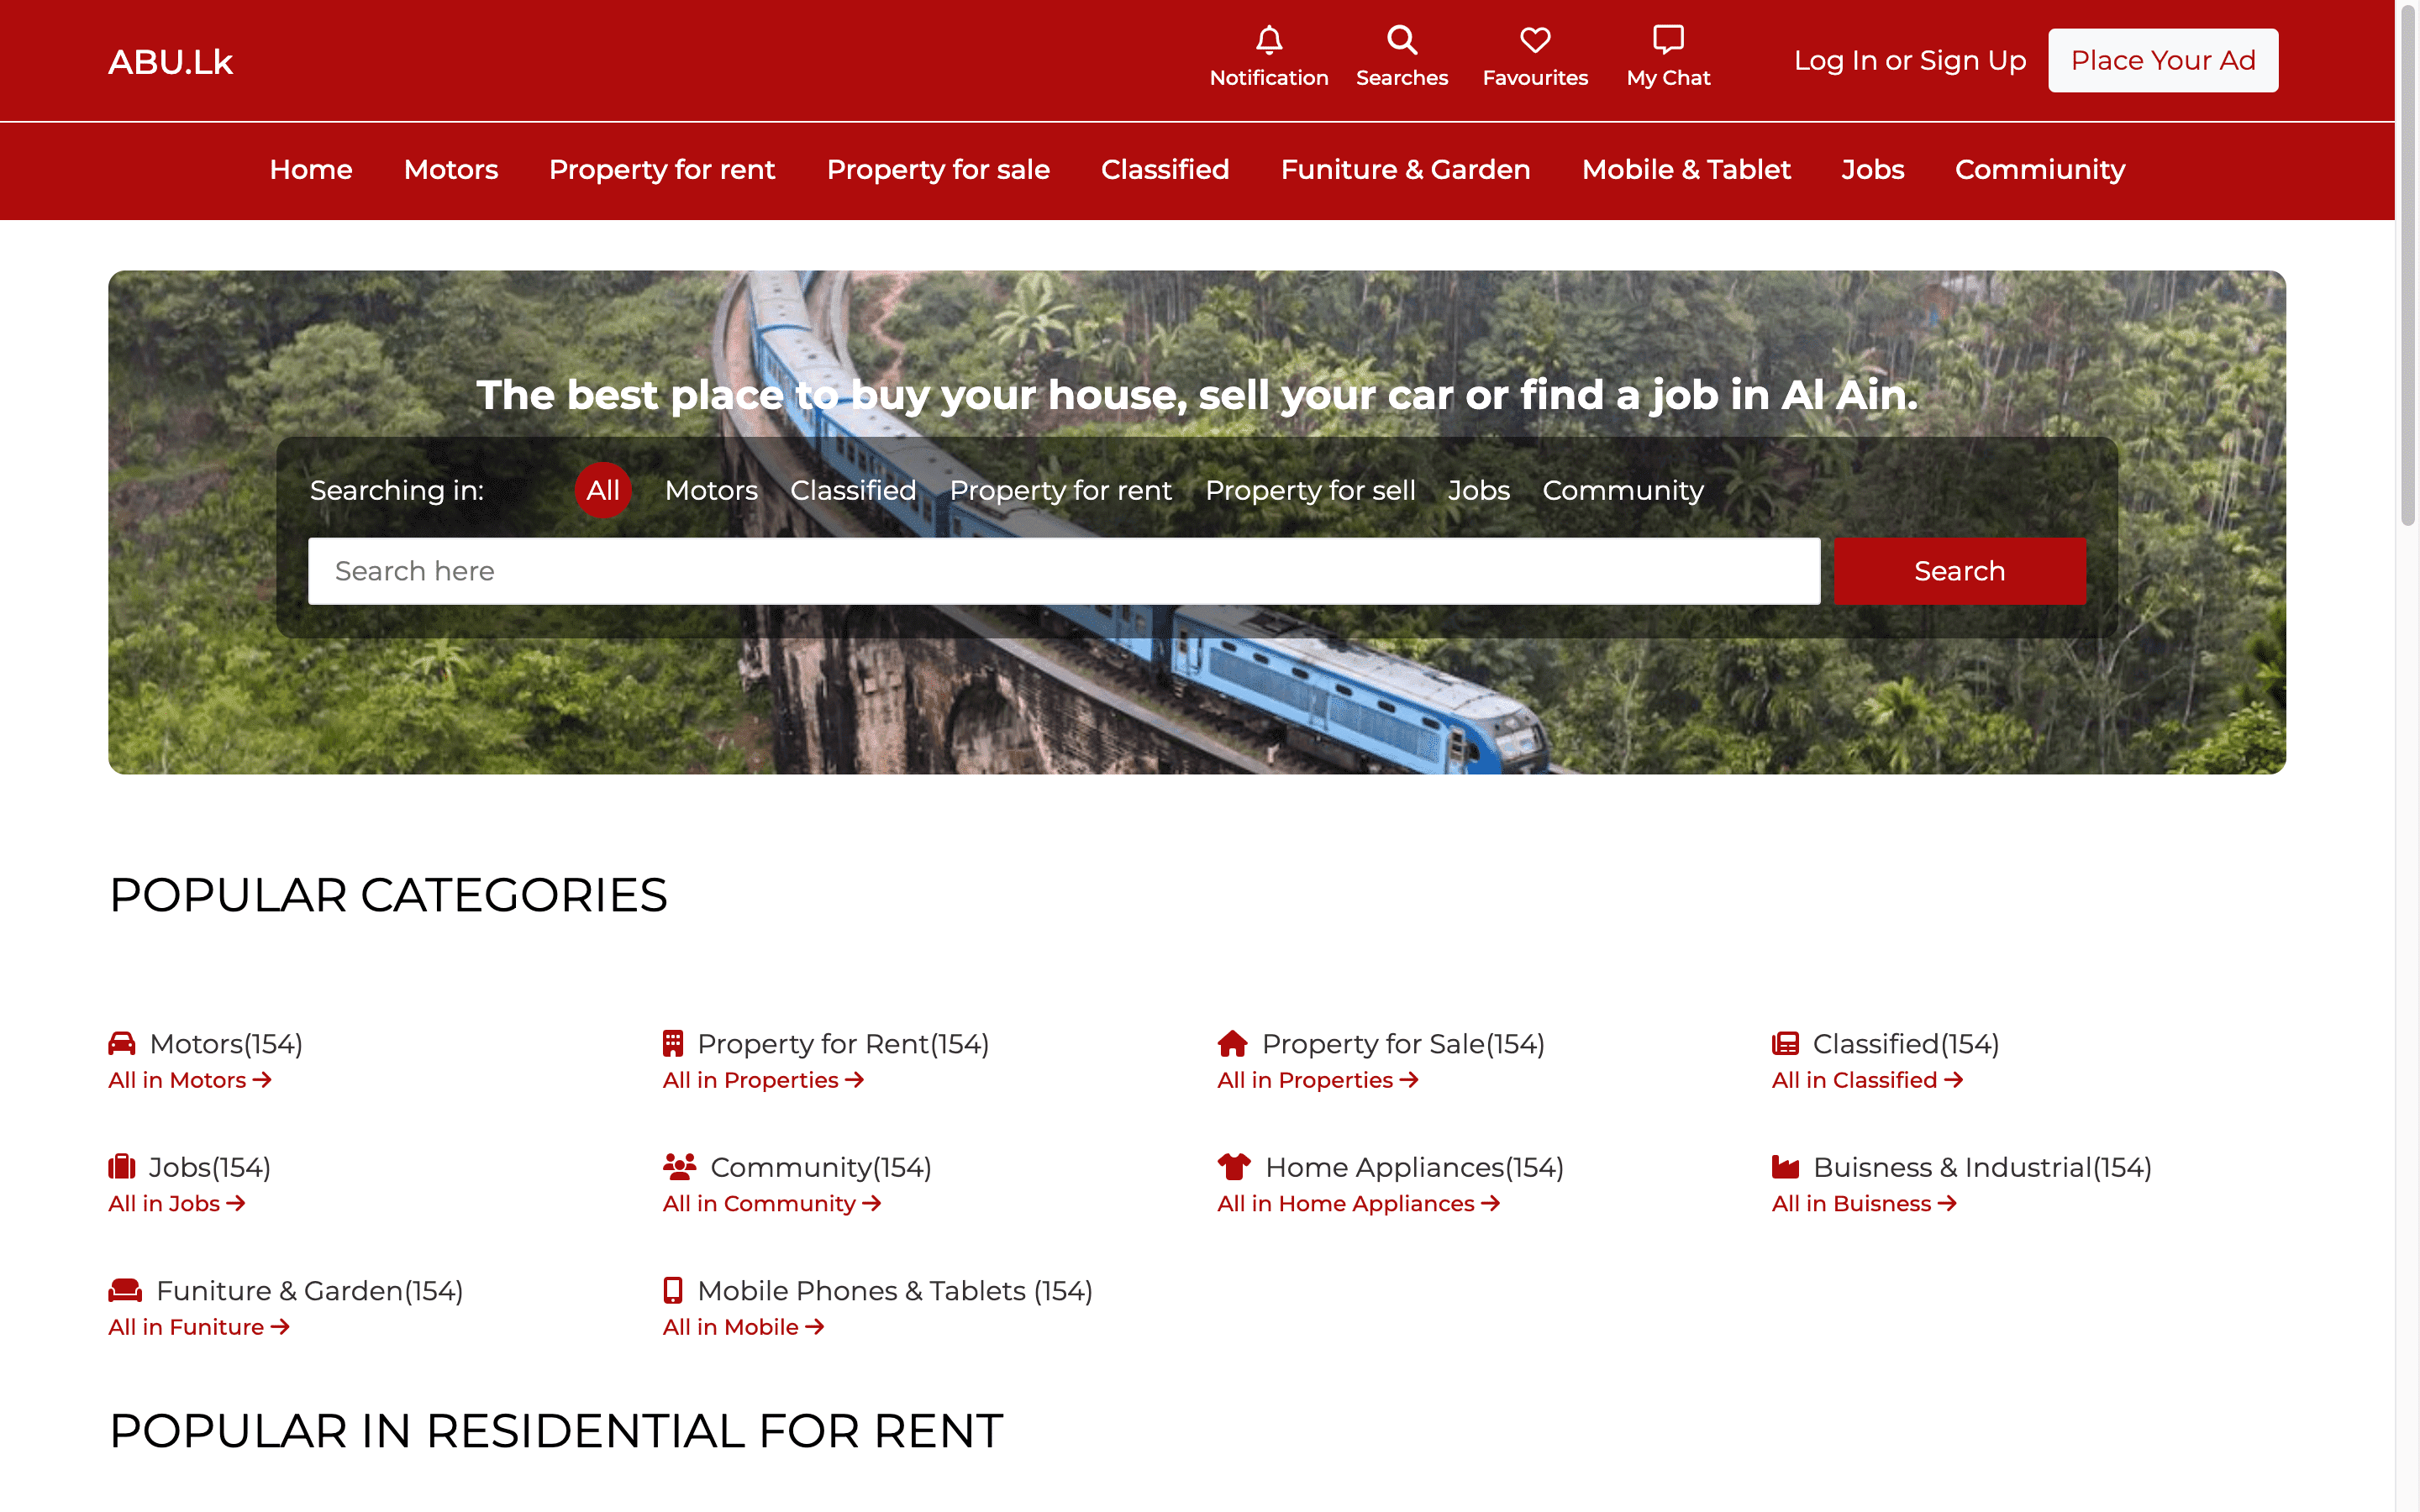 ABU.Lk
Notification Searches Favourites My Chat
Log In or Sign Up Place Your Ad
Home Motors Property for rent Property for sale Classified Funiture & Garden Mobile & Tablet Jobs Commiunity
The best place to buy your house, sell your car or find a job in Al Ain.
Searching in: All Motors Classified Property for rent Property for sell Jobs Community
Search here Search
POPULAR CATEGORIES
Motors(154) Property for Rent(154) Property for Sale(154) Classified(154)
All in Motors → All in Properties → All in Properties → All in Classified →
Jobs(154) Community(154) Home Appliances(154) Buisness & Industrial(154)
All in Jobs → All in Community → All in Home Appliances → All in Buisness →
Funiture & Garden(154) Mobile Phones & Tablets (154)
All in Funiture → All in Mobile →
POPULAR IN RESIDENTIAL FOR RENT